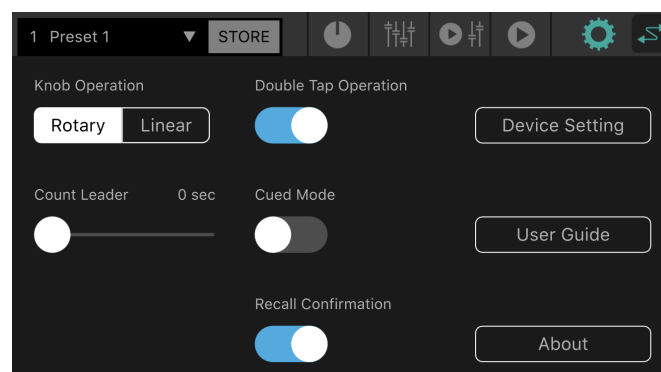 1 Preset 1 ▼ STORE
Knob Operation
Double Tap Operation
Rotary Linear
Device Setting
Count Leader 0 sec
Cued Mode
User Guide
Recall Confirmation
About